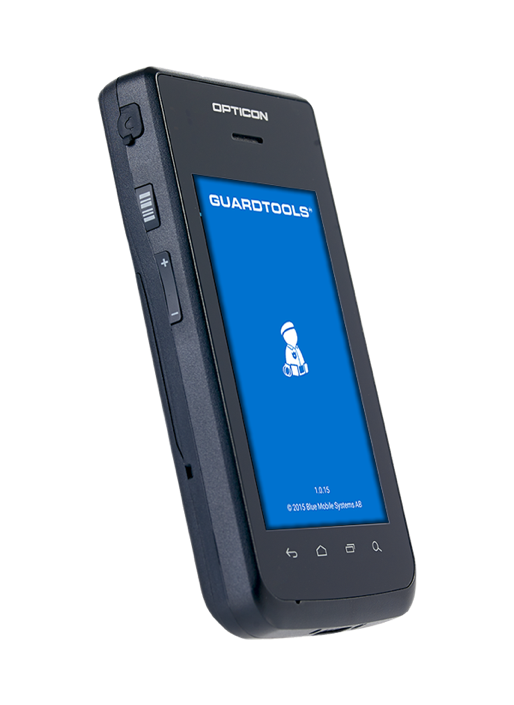 OPTICON
GUARDTOOLS®
+
−
1.0.15
© 2015 Blue Mobile Systems AB